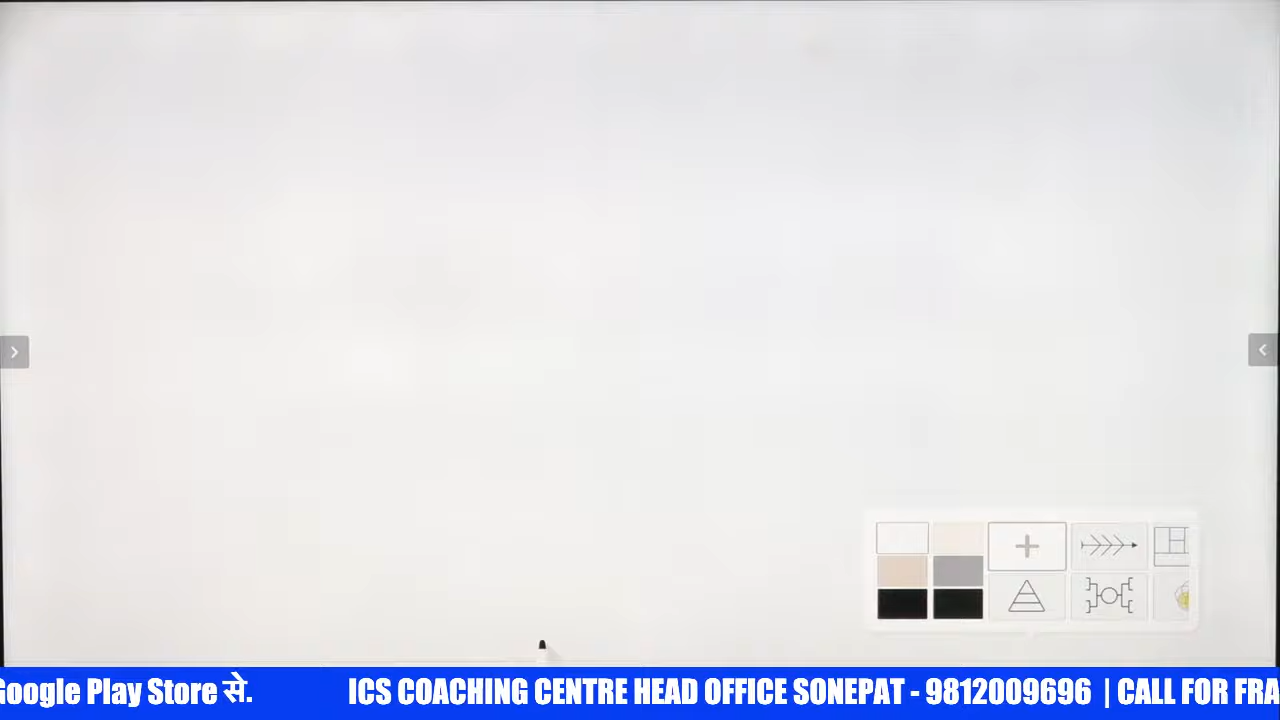 Google Play Store से. ICS COACHING CENTRE HEAD OFFICE SONEPAT - 9812009696 | CALL FOR FRA